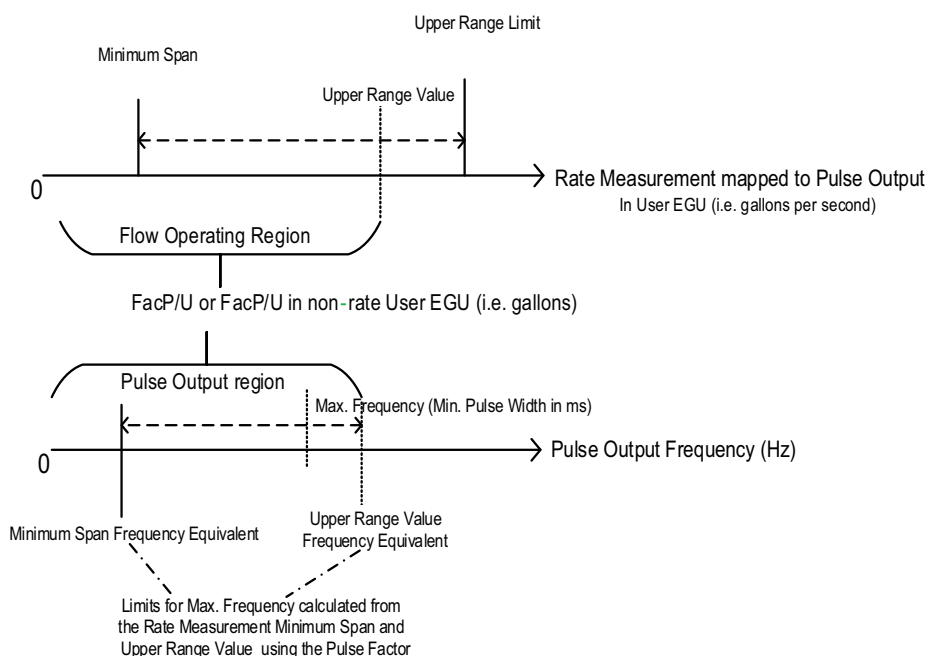 Upper Range Limit
Minimum Span
Upper Range Value
0
Rate Measurement mapped to Pulse Output
In User EGU (i.e. gallons per second)
Flow Operating Region
FacP/U or FacP/U in non-rate User EGU (i.e. gallons)
Pulse Output region
Max. Frequency (Min. Pulse Width in ms)
0
Pulse Output Frequency (Hz)
Minimum Span Frequency Equivalent
Upper Range Value
Frequency Equivalent
Limits for Max. Frequency calculated from
the Rate Measurement Minimum Span and
Upper Range Value using the Pulse Factor